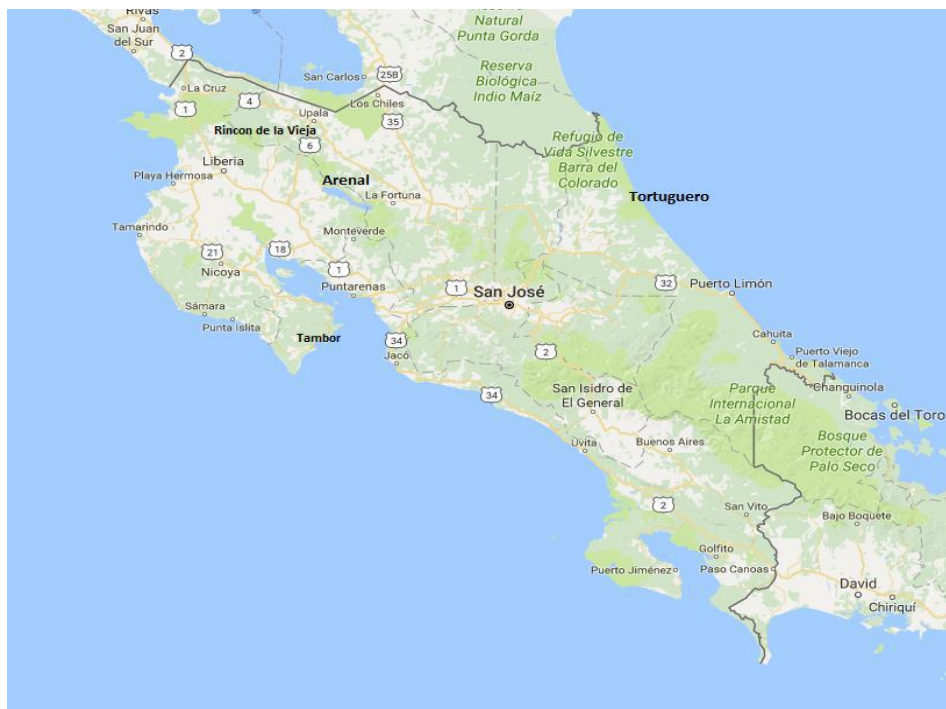 Rivas
San Juan
del Sur
Natural
Punta Gorda
2
San Carlos
25B
Reserva
Biológica
Indio Maíz
La Cruz
4
Los Chiles
1
Upala
35
Rincon de la Vieja
6
Refugio de
Vida Silvestre
Barra del
Colorado
Liberia
Playa Hermosa
Arenal
La Fortuna
Tortuguero
Tamarindo
Monteverde
21
18
Nicoya
1
Puntarenas
1
San José
32
Puerto Limón
Sámara
Punta Islita
Tambor
34
Jacó
2
Cahuita
Puerto Viejo
de Talamanca
Changuinola
34
San Isidro de
El General
Parque
Internacional
La Amistad
Bocas del Toro
Uvita
Buenos Aires
Bosque
Protector de
Palo Seco
2
San Vito
Bajo Boquete
Golfito
Puerto Jiménez
Paso Canoas
David
Chiriquí